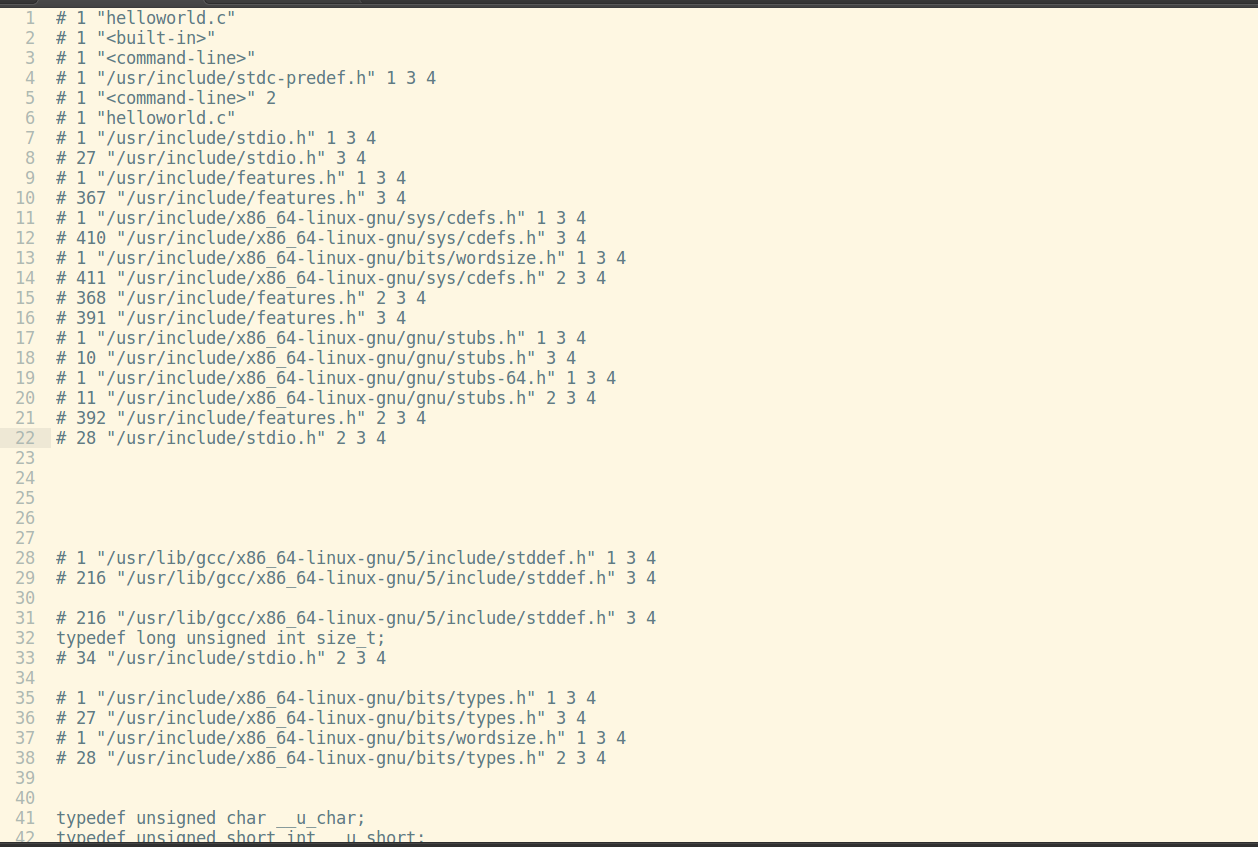 1 # 1 "helloworld.c"
2 # 1 "<built-in>"
3 # 1 "<command-line>"
4 # 1 "/usr/include/stdc-predef.h" 1 3 4
5 # 1 "<command-line>" 2
6 # 1 "helloworld.c"
7 # 1 "/usr/include/stdio.h" 1 3 4
8 # 27 "/usr/include/stdio.h" 3 4
9 # 1 "/usr/include/features.h" 1 3 4
10 # 367 "/usr/include/features.h" 3 4
11 # 1 "/usr/include/x86_64-linux-gnu/sys/cdefs.h" 1 3 4
12 # 410 "/usr/include/x86_64-linux-gnu/sys/cdefs.h" 3 4
13 # 1 "/usr/include/x86_64-linux-gnu/bits/wordsize.h" 1 3 4
14 # 411 "/usr/include/x86_64-linux-gnu/sys/cdefs.h" 2 3 4
15 # 368 "/usr/include/features.h" 2 3 4
16 # 391 "/usr/include/features.h" 3 4
17 # 1 "/usr/include/x86_64-linux-gnu/gnu/stubs.h" 1 3 4
18 # 10 "/usr/include/x86_64-linux-gnu/gnu/stubs.h" 3 4
19 # 1 "/usr/include/x86_64-linux-gnu/gnu/stubs-64.h" 1 3 4
20 # 11 "/usr/include/x86_64-linux-gnu/gnu/stubs.h" 2 3 4
21 # 392 "/usr/include/features.h" 2 3 4
22 # 28 "/usr/include/stdio.h" 2 3 4
23
24
25
26
27
28 # 1 "/usr/lib/gcc/x86_64-linux-gnu/5/include/stddef.h" 1 3 4
29 # 216 "/usr/lib/gcc/x86_64-linux-gnu/5/include/stddef.h" 3 4
30
31 # 216 "/usr/lib/gcc/x86_64-linux-gnu/5/include/stddef.h" 3 4
32 typedef long unsigned int size_t;
33 # 34 "/usr/include/stdio.h" 2 3 4
34
35 # 1 "/usr/include/x86_64-linux-gnu/bits/types.h" 1 3 4
36 # 27 "/usr/include/x86_64-linux-gnu/bits/types.h" 3 4
37 # 1 "/usr/include/x86_64-linux-gnu/bits/wordsize.h" 1 3 4
38 # 28 "/usr/include/x86_64-linux-gnu/bits/types.h" 2 3 4
39
40
41 typedef unsigned char __u_char;
42 typedef unsigned short int __u_short;